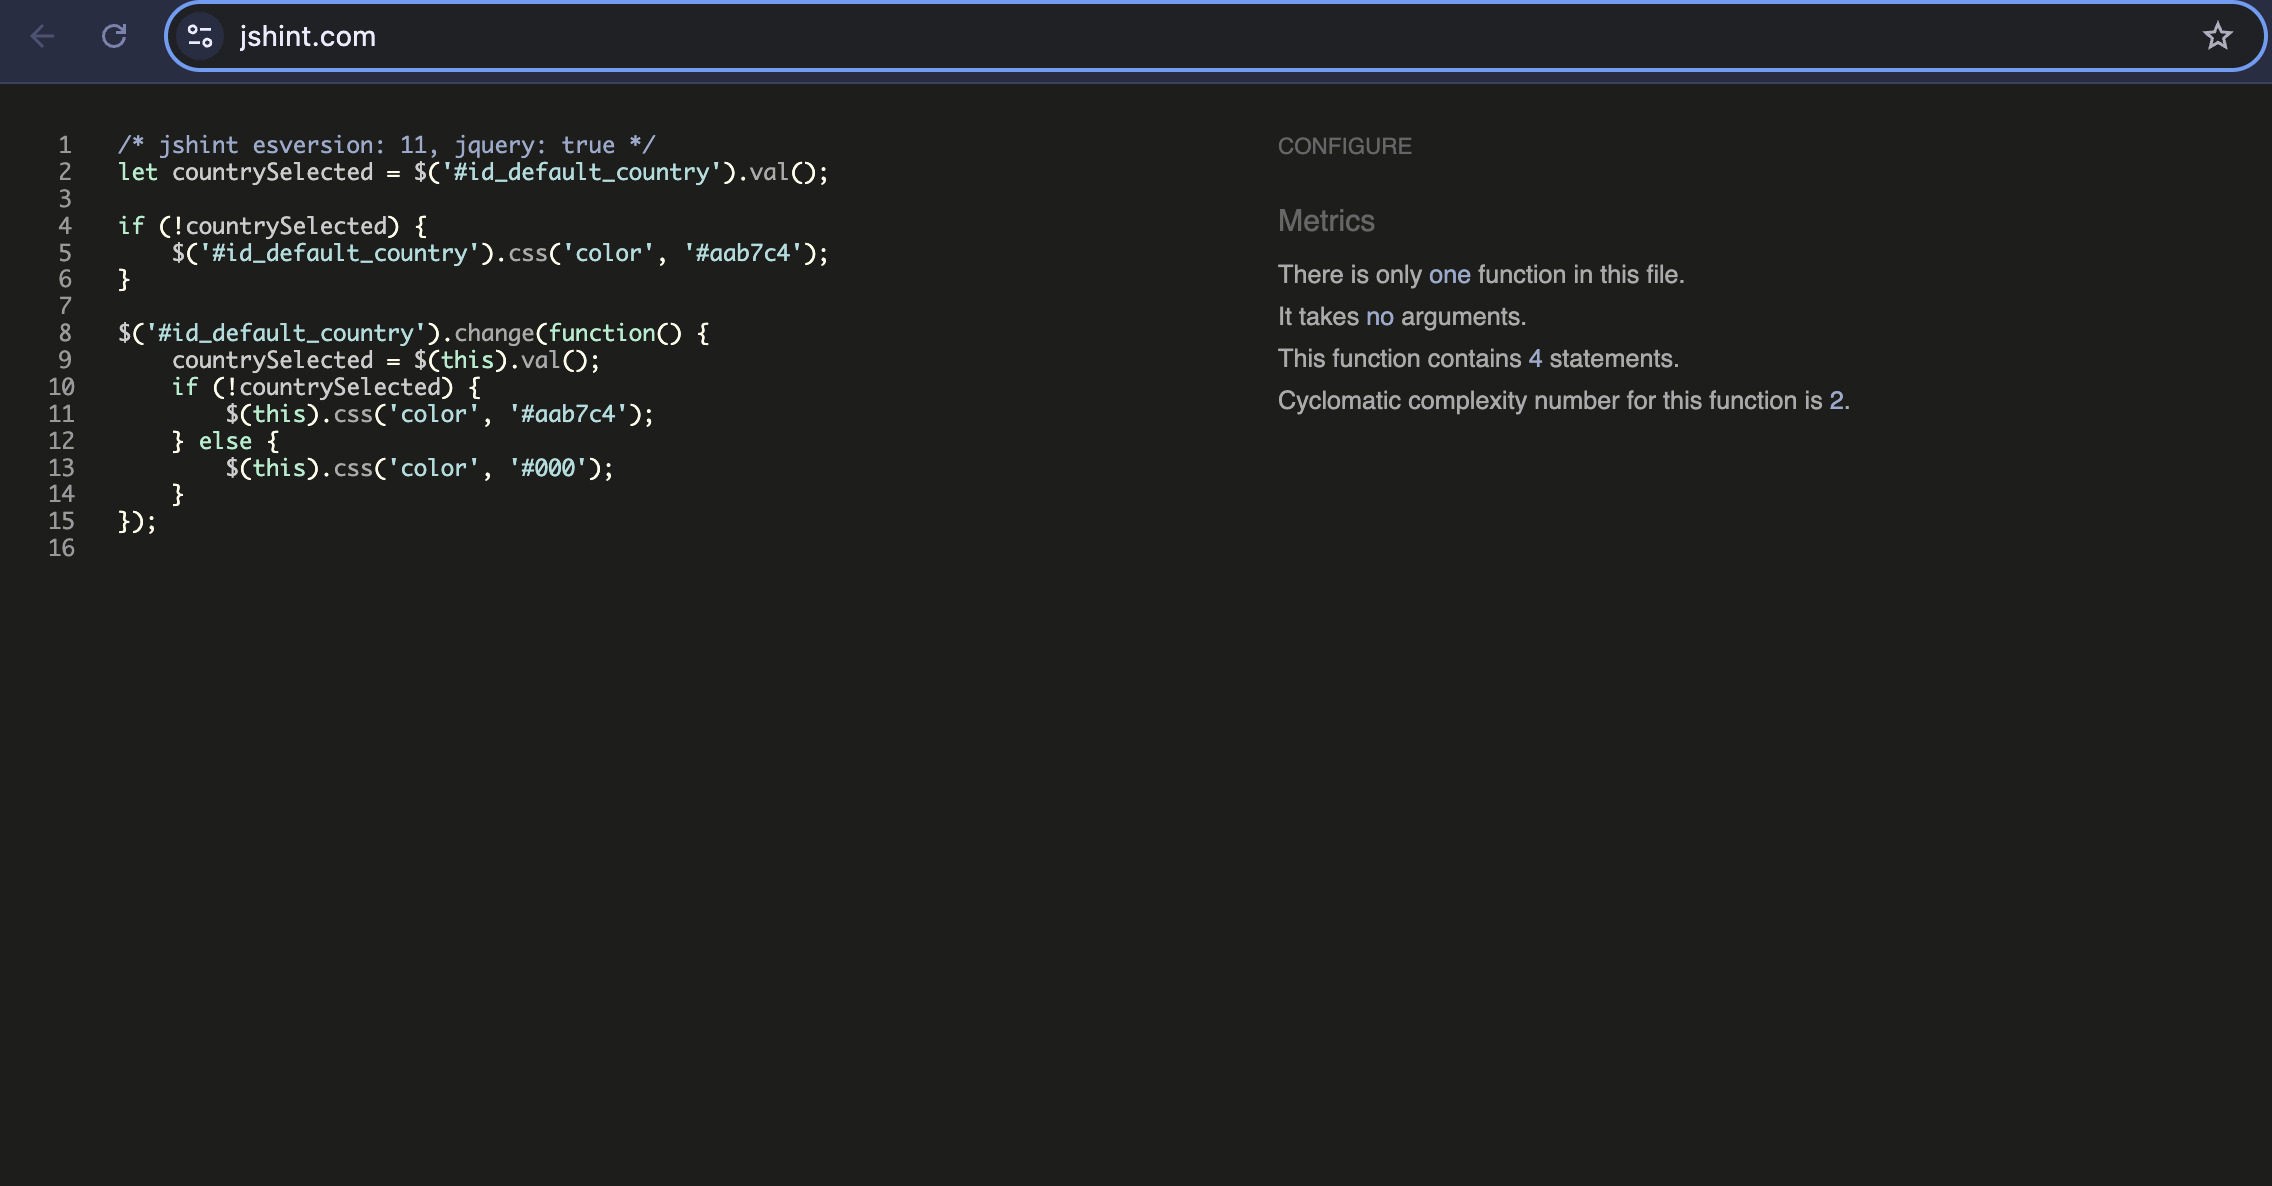 jshint.com
1 /* jshint esversion: 11, jquery: true */
2 let countrySelected = $('#id_default_country').val();
3
4 if (!countrySelected) {
5     $('#id_default_country').css('color', '#aab7c4');
6 }
7
8 $('#id_default_country').change(function() {
9     countrySelected = $(this).val();
10     if (!countrySelected) {
11         $(this).css('color', '#aab7c4');
12     } else {
13         $(this).css('color', '#000');
14     }
15 });
16
CONFIGURE
Metrics
There is only one function in this file.
It takes no arguments.
This function contains 4 statements.
Cyclomatic complexity number for this function is 2.